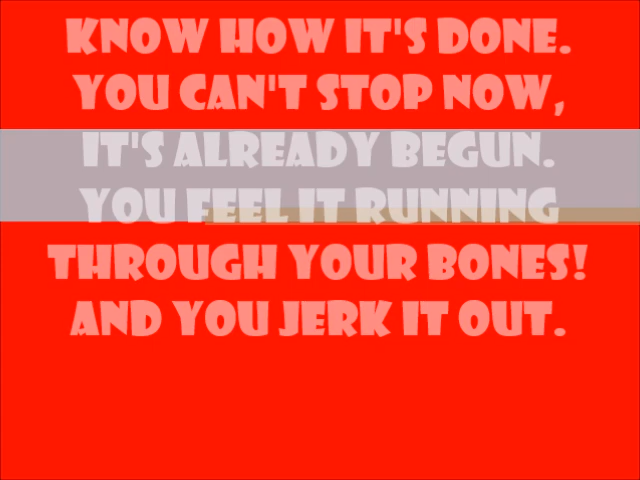 KNOW HOW IT'S DONE.
YOU CAN'T STOP NOW,
IT'S ALREADY BEGUN.
YOU FEEL IT RUNNING
THROUGH YOUR BONES!
AND YOU JERK IT OUT.